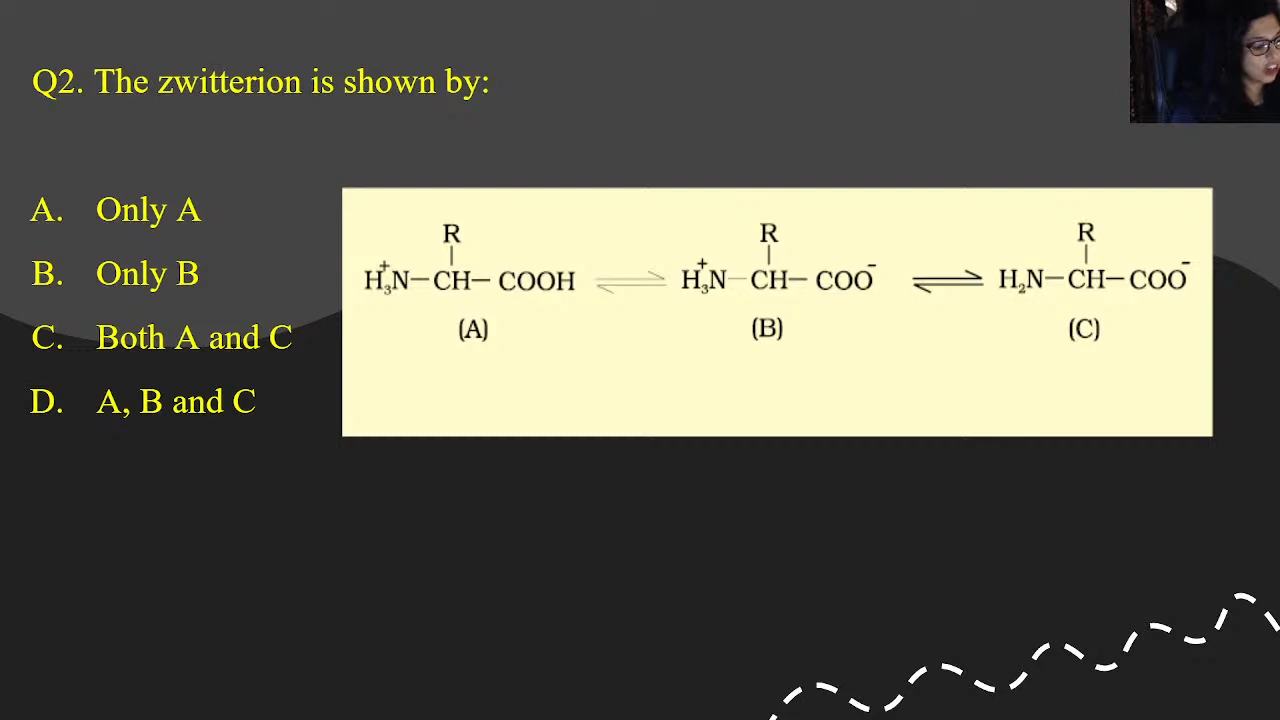 Q2. The zwitterion is shown by:
A. Only A
B. Only B
C. Both A and C
D. A, B and C
R R R
H₃N⁺–CH–COOH ⇌ H₃N⁺–CH–COO⁻ ⇌ H₂N–CH–COO⁻
(A) (B) (C)